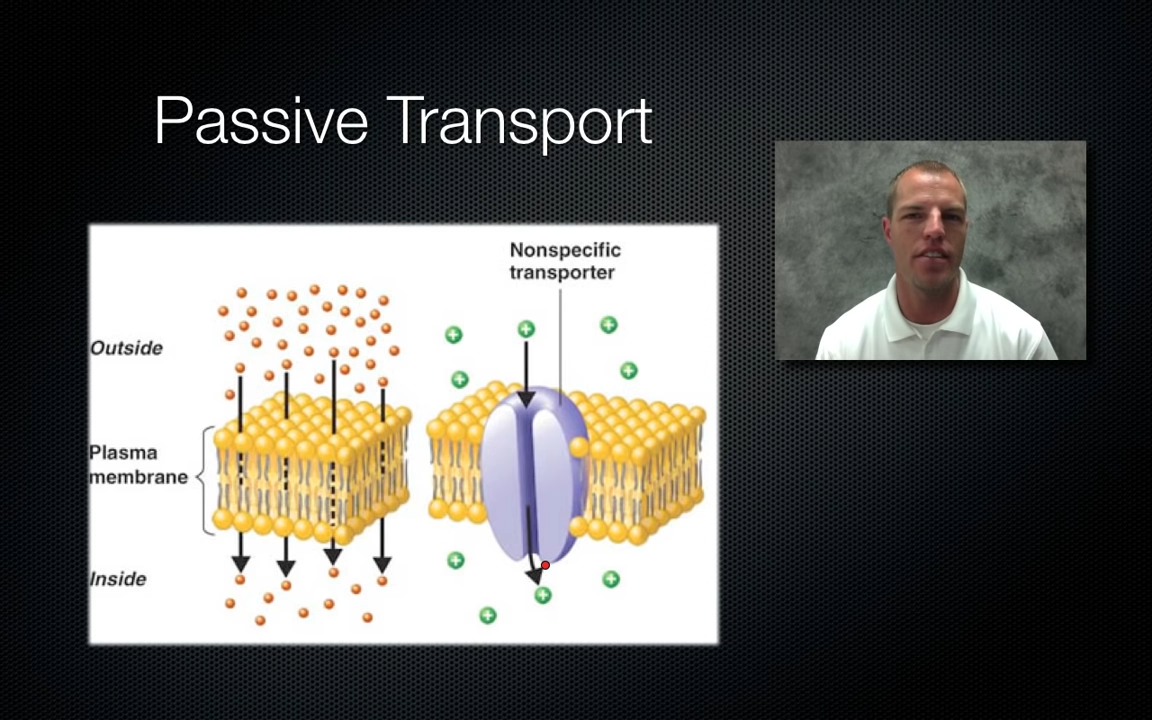 Passive Transport
Nonspecific
transporter
Outside
Plasma
membrane
Inside